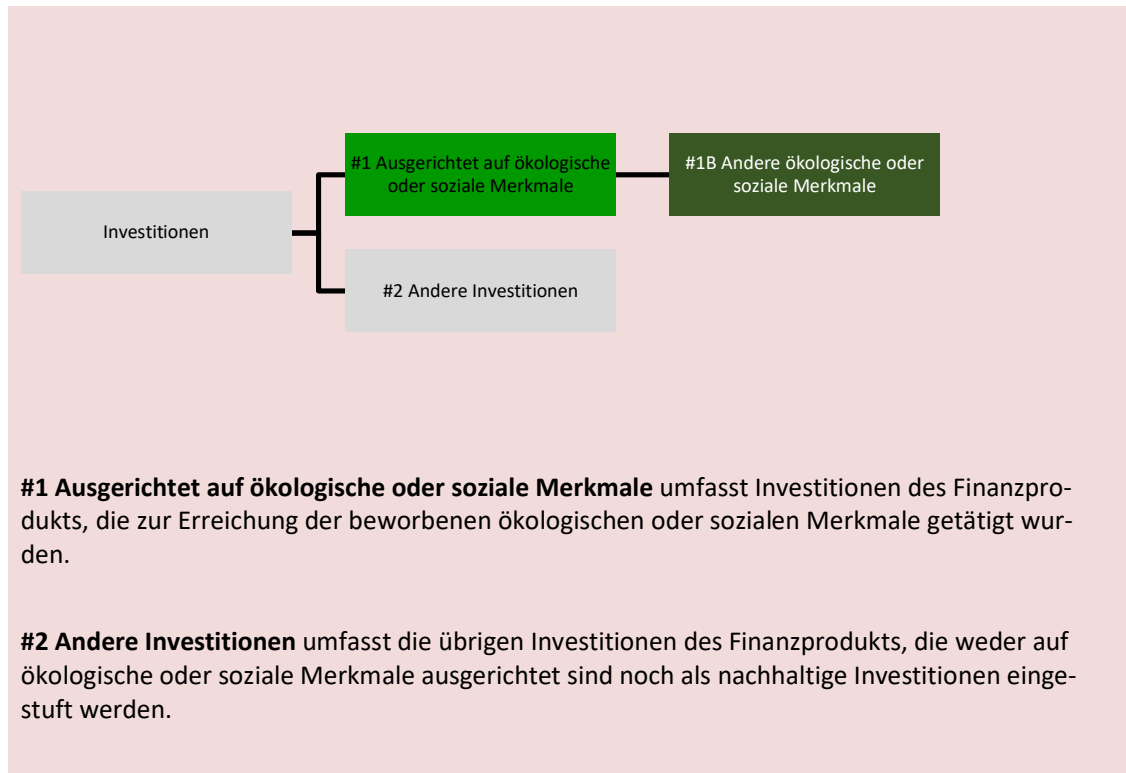 #1 Ausgerichtet auf ökologische
oder soziale Merkmale
#1B Andere ökologische oder
soziale Merkmale
Investitionen
#2 Andere Investitionen
#1 Ausgerichtet auf ökologische oder soziale Merkmale umfasst Investitionen des Finanzpro-
dukts, die zur Erreichung der beworbenen ökologischen oder sozialen Merkmale getätigt wur-
den.
#2 Andere Investitionen umfasst die übrigen Investitionen des Finanzprodukts, die weder auf
ökologische oder soziale Merkmale ausgerichtet sind noch als nachhaltige Investitionen einge-
stuft werden.